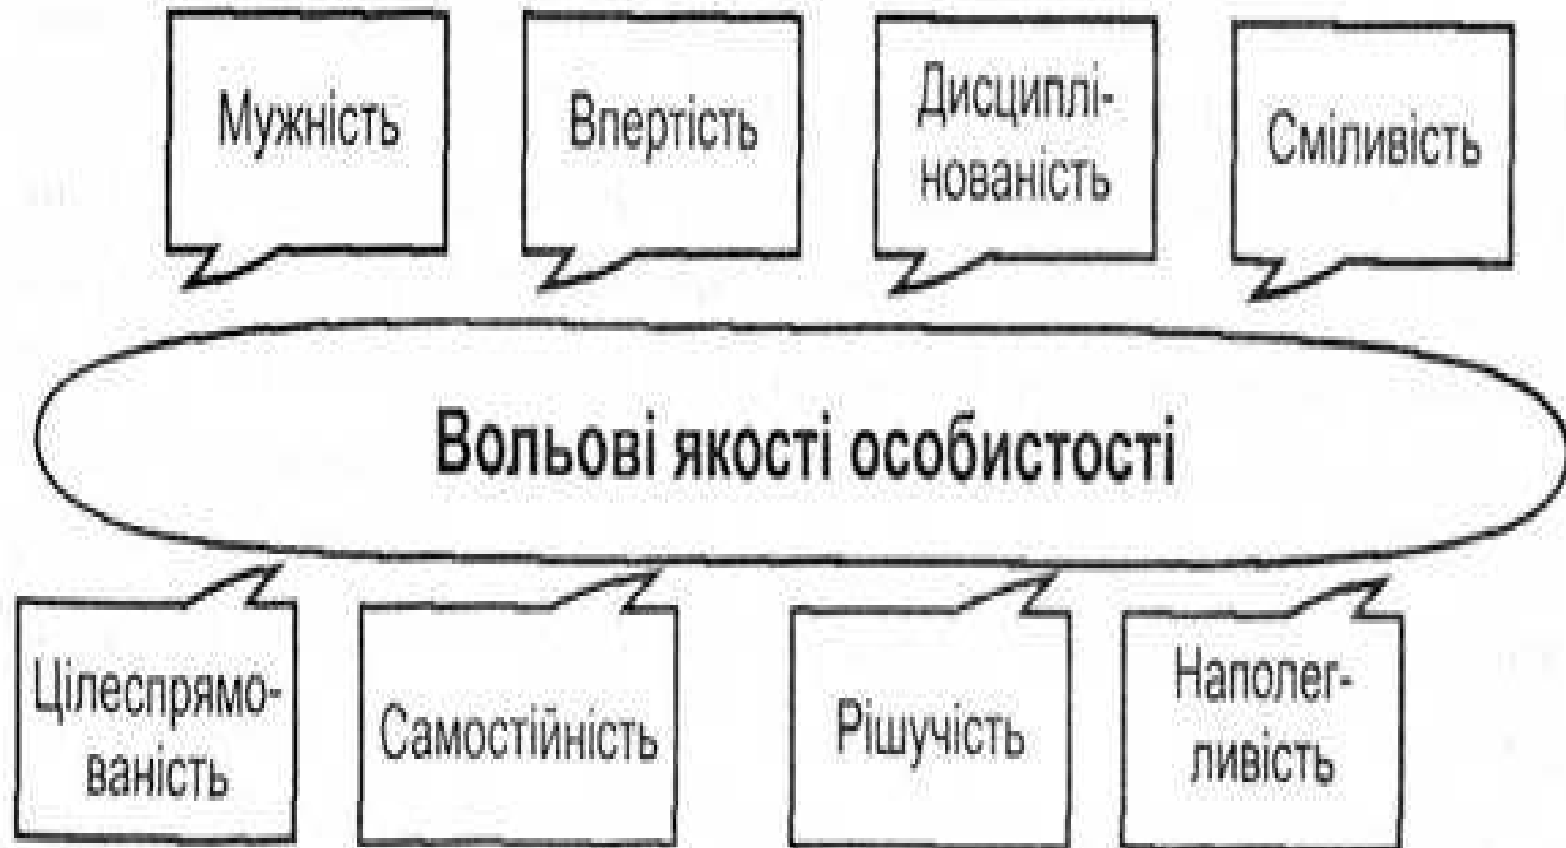 Мужність
Впертість
Дисциплі-
нованість
Сміливість
Вольові якості особистості
Цілеспрямо-
ваність
Самостійність
Рішучість
Наполег-
ливість